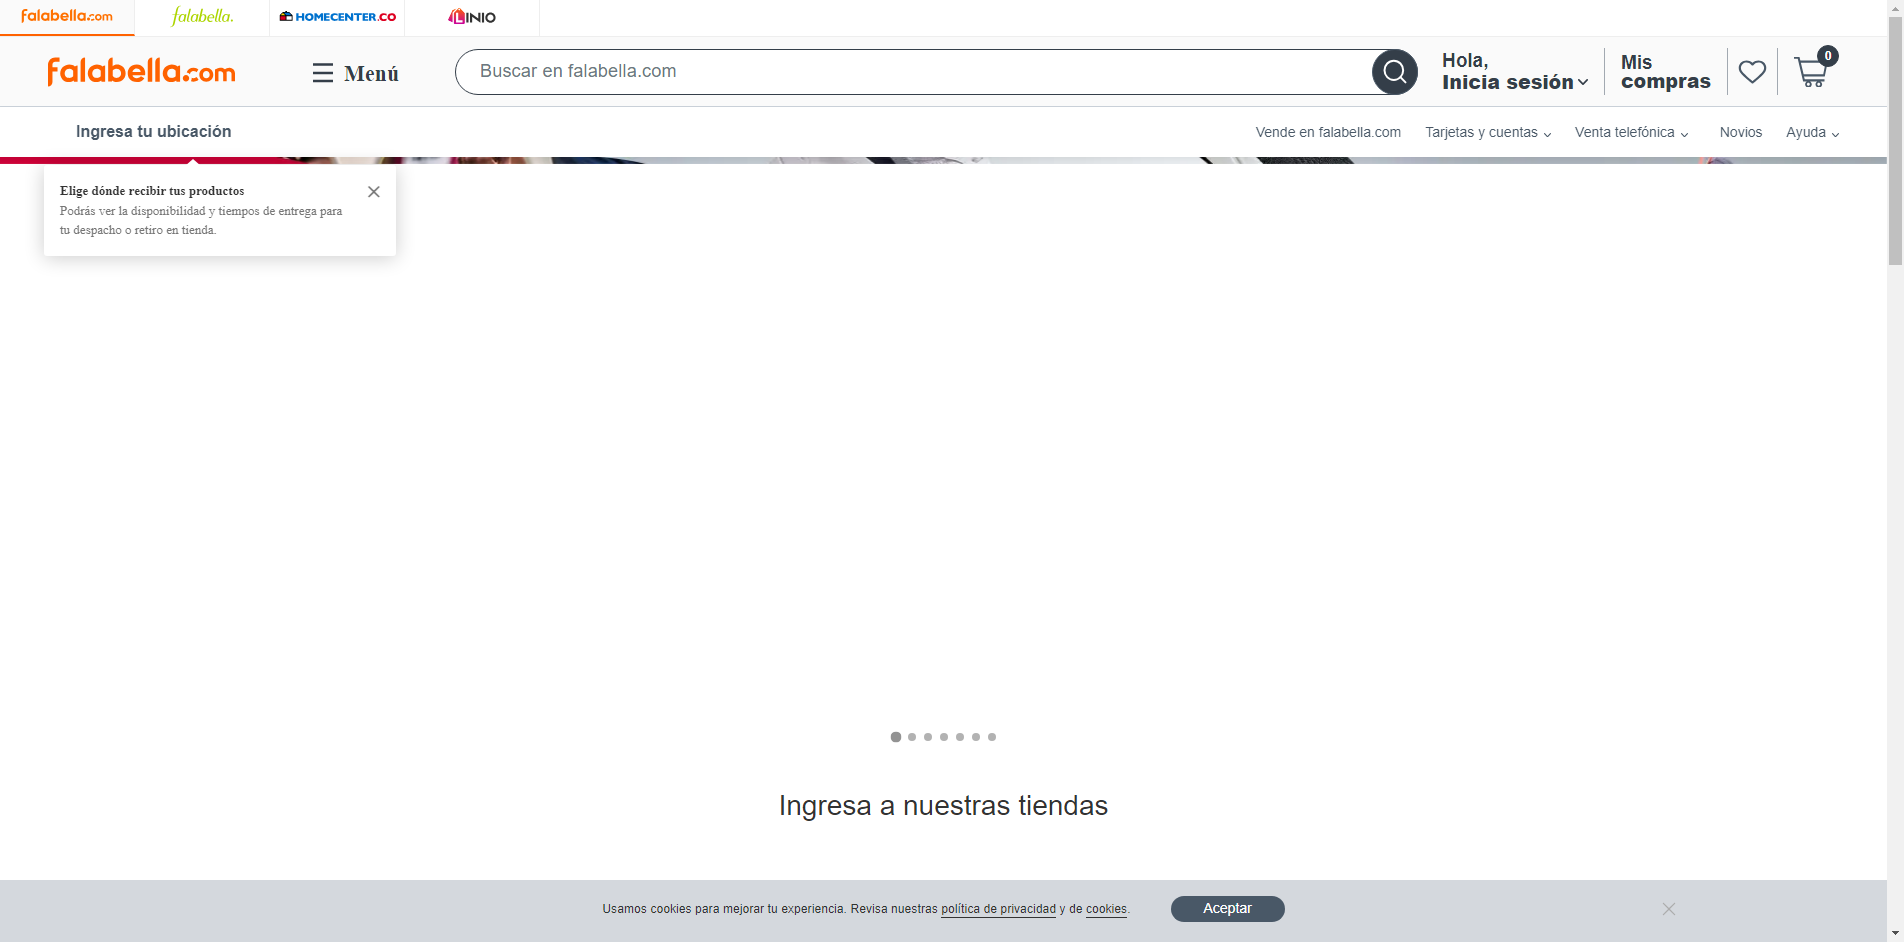 falabella.com
falabella.
HOMECENTER.CO
LINIO
falabella.com
Menú
Buscar en falabella.com
Hola,
Inicia sesión
Mis
compras
0
Ingresa tu ubicación
Vende en falabella.com
Tarjetas y cuentas
Venta telefónica
Novios
Ayuda
Elige dónde recibir tus productos
Podrás ver la disponibilidad y tiempos de entrega para
tu despacho o retiro en tienda.
Ingresa a nuestras tiendas
Usamos cookies para mejorar tu experiencia. Revisa nuestras política de privacidad y de cookies.
Aceptar